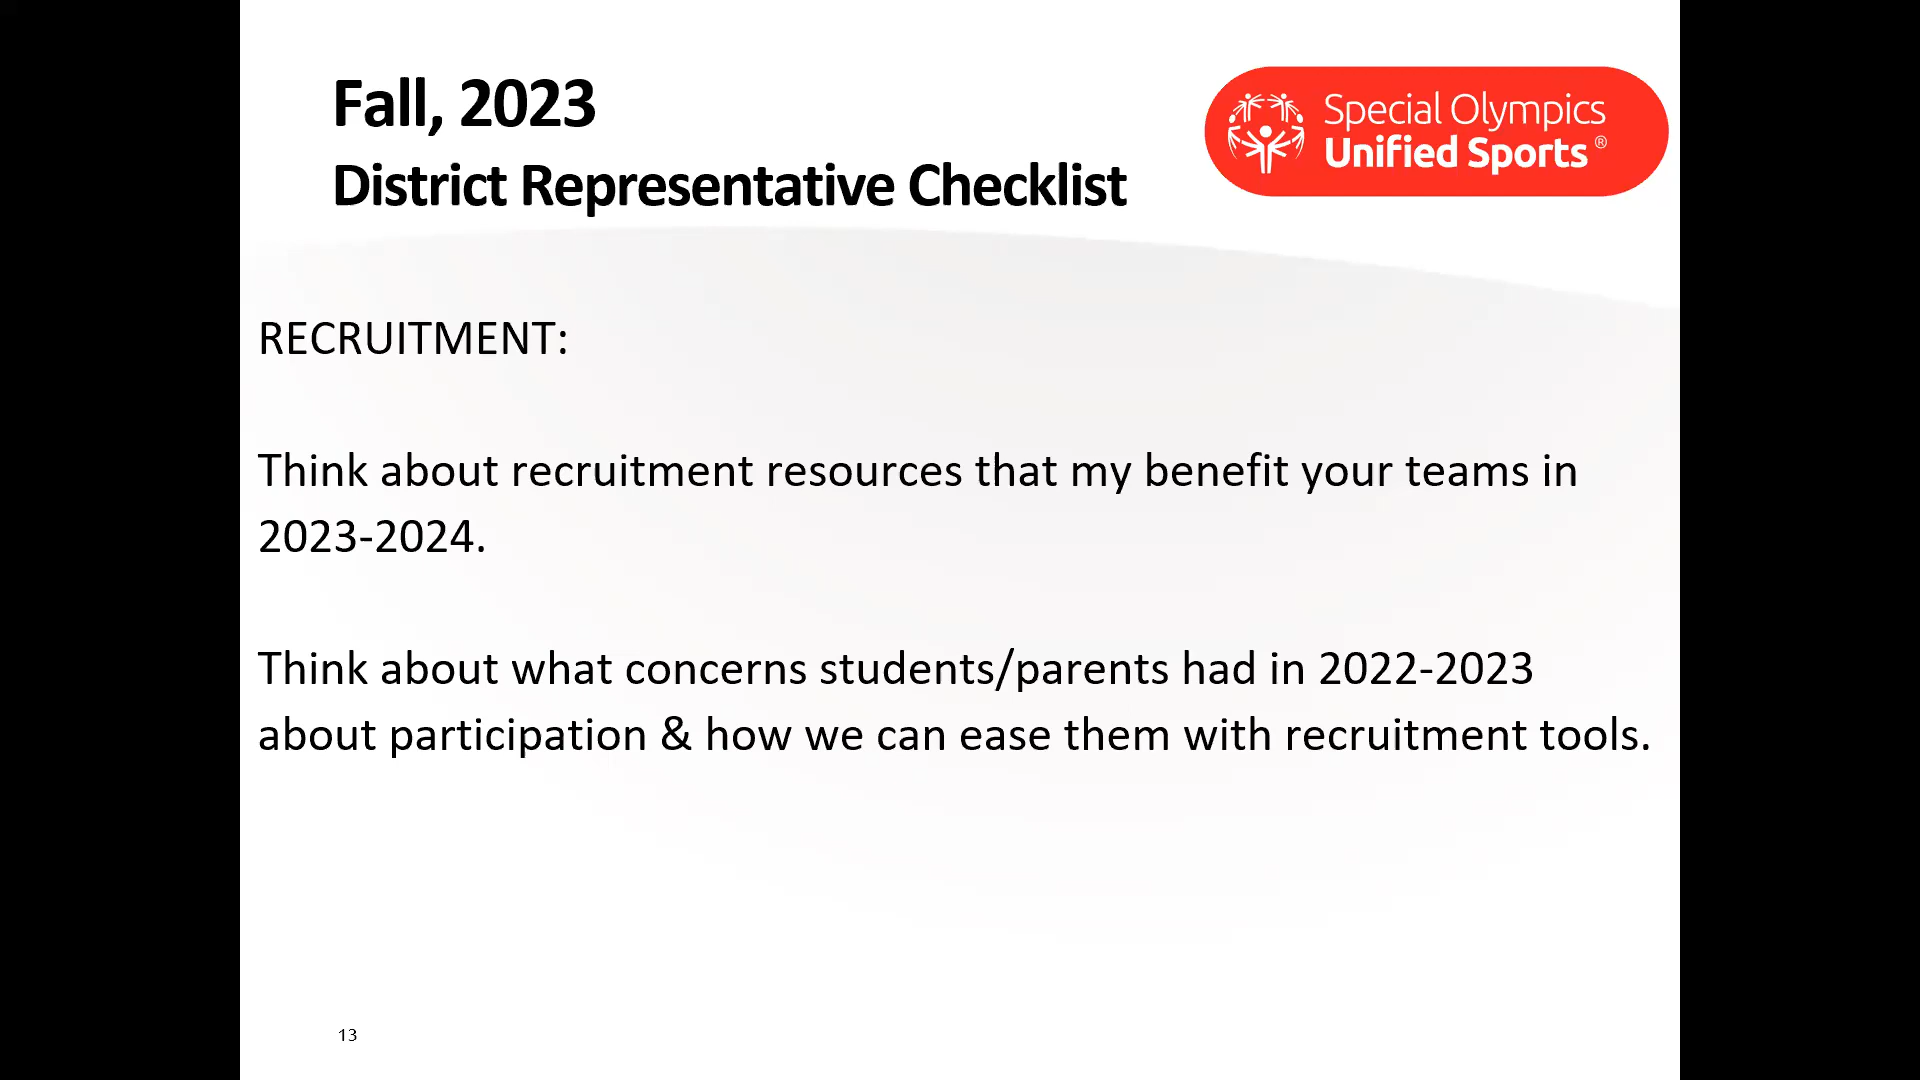 Fall, 2023
District Representative Checklist
Special Olympics
Unified Sports ®
RECRUITMENT:
Think about recruitment resources that my benefit your teams in
2023-2024.
Think about what concerns students/parents had in 2022-2023
about participation & how we can ease them with recruitment tools.
13